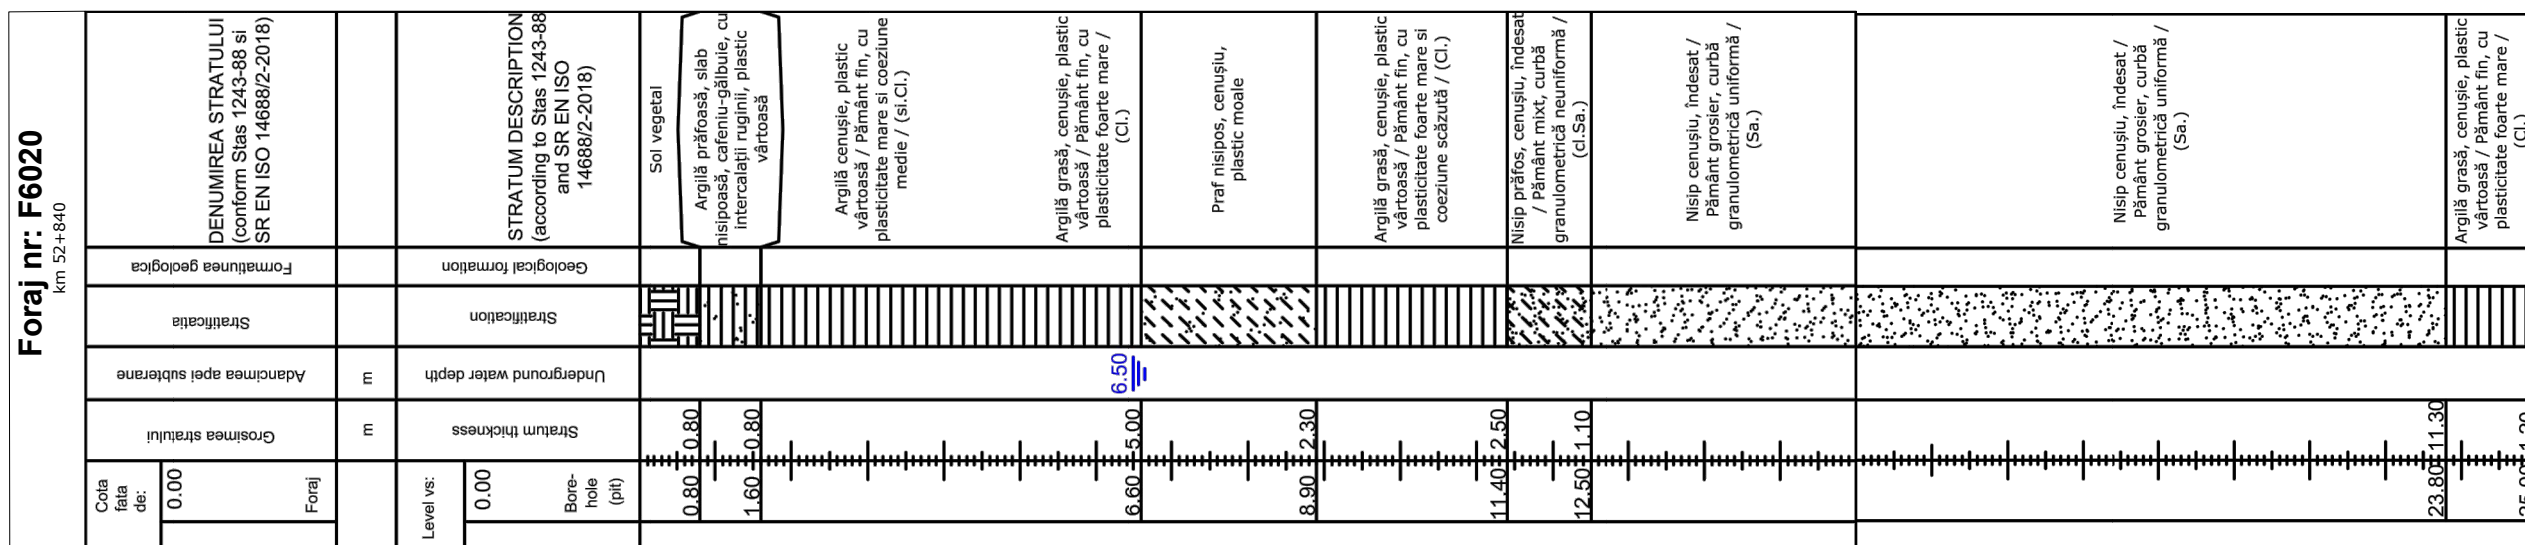 Foraj nr: F6020
km 52+840
DENUMIREA STRATULUI
(conform Stas 1243-88 si
SR EN ISO 14688/2-2018)
Formatiunea geologica
Stratificatia
Adancimea apei subterane
Grosimea stratului
Cota
fata
de:
0.00
Foraj
m
m
STRATUM DESCRIPTION
(according to Stas 1243-88
and SR EN ISO
14688/2-2018)
Geological formation
Stratification
Underground water depth
Stratum thickness
Level vs:
0.00
Bore-
hole
(pit)
Sol vegetal
0.80
0.80
Argilă prăfoasă, slab
nisipoasă, cafeniu-gălbuie, cu
intercalații ruginii, plastic
vârtoasă
0.80
1.60
Argilă cenușie, plastic
vârtoasă / Pământ fin, cu
plasticitate mare si coeziune
medie / (si.Cl.)
Argilă grasă, cenușie, plastic
vârtoasă / Pământ fin, cu
plasticitate foarte mare /
(Cl.)
6.50
5.00
6.60
Praf nisipos, cenușiu,
plastic moale
2.30
8.90
Argilă grasă, cenușie, plastic
vârtoasă / Pământ fin, cu
plasticitate foarte mare si
coeziune scăzută / (Cl.)
2.50
11.40
Nisip prăfos, cenușiu, îndesat
/ Pământ mixt, curbă
granulometrică neuniformă /
(cl.Sa.)
1.10
12.50
Nisip cenușiu, îndesat /
Pământ grosier, curbă
granulometrică uniformă /
(Sa.)
Nisip cenușiu, îndesat /
Pământ grosier, curbă
granulometrică uniformă /
(Sa.)
11.30
23.80
Argilă grasă, cenușie, plastic
vârtoasă / Pământ fin, cu
plasticitate foarte mare /
(Cl.)